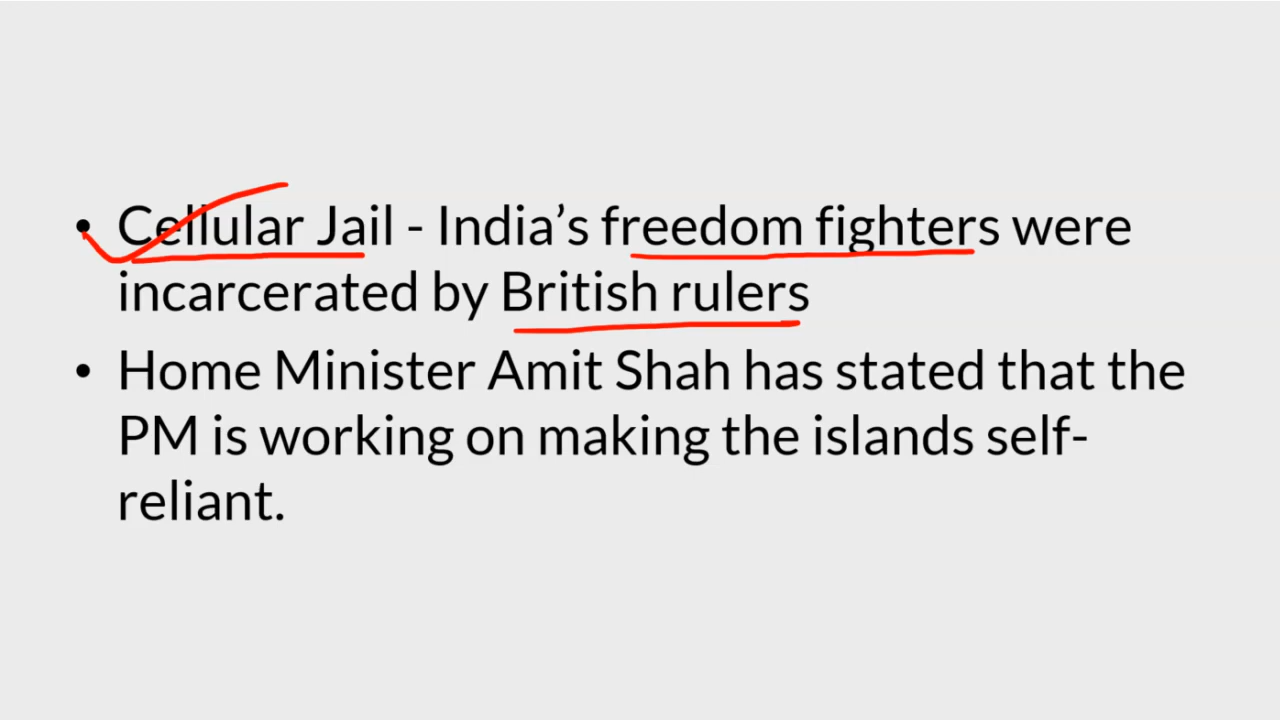 • Cellular Jail - India’s freedom fighters were
incarcerated by British rulers
• Home Minister Amit Shah has stated that the
PM is working on making the islands self-
reliant.